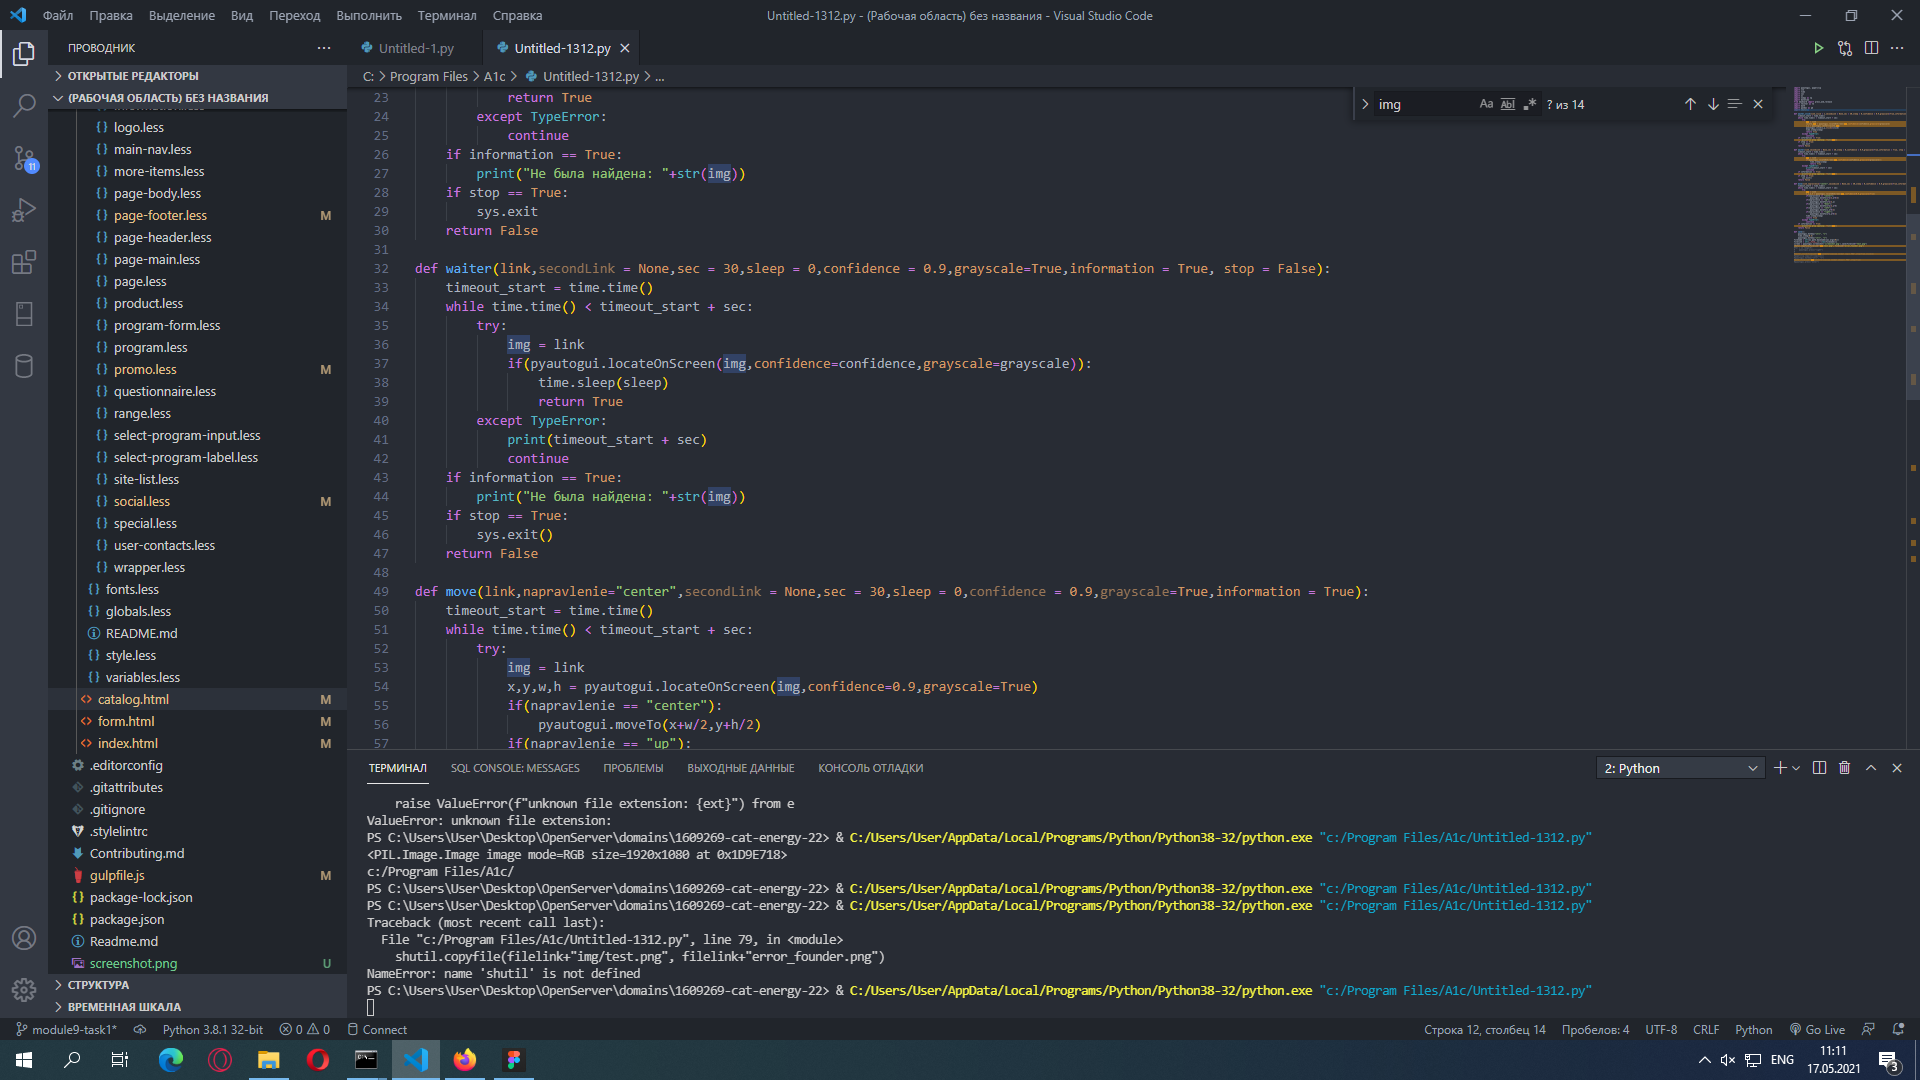 Файл Правка Выделение Вид Переход Выполнить Терминал Справка
Untitled-1312.py - (Рабочая область) без названия - Visual Studio Code
ПРОВОДНИК
ОТКРЫТЫЕ РЕДАКТОРЫ
(РАБОЧАЯ ОБЛАСТЬ) БЕЗ НАЗВАНИЯ
logo.less
main-nav.less
more-items.less
page-body.less
page-footer.less M
page-header.less
page-main.less
page.less
product.less
program-form.less
program.less
promo.less M
questionnaire.less
range.less
select-program-input.less
select-program-label.less
site-list.less
social.less M
special.less
user-contacts.less
wrapper.less
fonts.less
globals.less
README.md
style.less
variables.less
catalog.html M
form.html M
index.html M
.editorconfig
.gitattributes
.gitignore
.stylelintrc
Contributing.md
gulpfile.js M
package-lock.json
package.json
Readme.md
screenshot.png U
СТРУКТУРА
ВРЕМЕННАЯ ШКАЛА
11
Untitled-1.py
Untitled-1312.py
C: > Program Files > A1c > Untitled-1312.py > ...
img Aa Abl .* ? из 14
23 return True
24 except TypeError:
25 continue
26 if information == True:
27 print("Не была найдена: "+str(img))
28 if stop == True:
29 sys.exit
30 return False
31
32 def waiter(link,secondLink = None,sec = 30,sleep = 0,confidence = 0.9,grayscale=True,information = True, stop = False):
33 timeout_start = time.time()
34 while time.time() < timeout_start + sec:
35 try:
36 img = link
37 if(pyautogui.locateOnScreen(img,confidence=confidence,grayscale=grayscale)):
38 time.sleep(sleep)
39 return True
40 except TypeError:
41 print(timeout_start + sec)
42 continue
43 if information == True:
44 print("Не была найдена: "+str(img))
45 if stop == True:
46 sys.exit()
47 return False
48
49 def move(link,napravlenie="center",secondLink = None,sec = 30,sleep = 0,confidence = 0.9,grayscale=True,information = True):
50 timeout_start = time.time()
51 while time.time() < timeout_start + sec:
52 try:
53 img = link
54 x,y,w,h = pyautogui.locateOnScreen(img,confidence=0.9,grayscale=True)
55 if(napravlenie == "center"):
56 pyautogui.moveTo(x+w/2,y+h/2)
57 if(napravlenie == "up"):
ТЕРМИНАЛ SQL CONSOLE: MESSAGES ПРОБЛЕМЫ ВЫХОДНЫЕ ДАННЫЕ КОНСОЛЬ ОТЛАДКИ
2: Python
raise ValueError(f"unknown file extension: {ext}") from e
ValueError: unknown file extension:
PS C:\Users\User\Desktop\OpenServer\domains\1609269-cat-energy-22> & C:/Users/User/AppData/Local/Programs/Python/Python38-32/python.exe "c:/Program Files/A1c/Untitled-1312.py"
<PIL.Image.Image image mode=RGB size=1920x1080 at 0x1D9E718>
c:/Program Files/A1c/
PS C:\Users\User\Desktop\OpenServer\domains\1609269-cat-energy-22> & C:/Users/User/AppData/Local/Programs/Python/Python38-32/python.exe "c:/Program Files/A1c/Untitled-1312.py"
PS C:\Users\User\Desktop\OpenServer\domains\1609269-cat-energy-22> & C:/Users/User/AppData/Local/Programs/Python/Python38-32/python.exe "c:/Program Files/A1c/Untitled-1312.py"
Traceback (most recent call last):
File "c:/Program Files/A1c/Untitled-1312.py", line 79, in <module>
shutil.copyfile(filelink+"img/test.png", filelink+"error_founder.png")
NameError: name 'shutil' is not defined
PS C:\Users\User\Desktop\OpenServer\domains\1609269-cat-energy-22> & C:/Users/User/AppData/Local/Programs/Python/Python38-32/python.exe "c:/Program Files/A1c/Untitled-1312.py"
module9-task1* Python 3.8.1 32-bit 0 0 Connect
Строка 12, столбец 14 Пробелов: 4 UTF-8 CRLF Python Go Live
ENG
11:11
17.05.2021
3